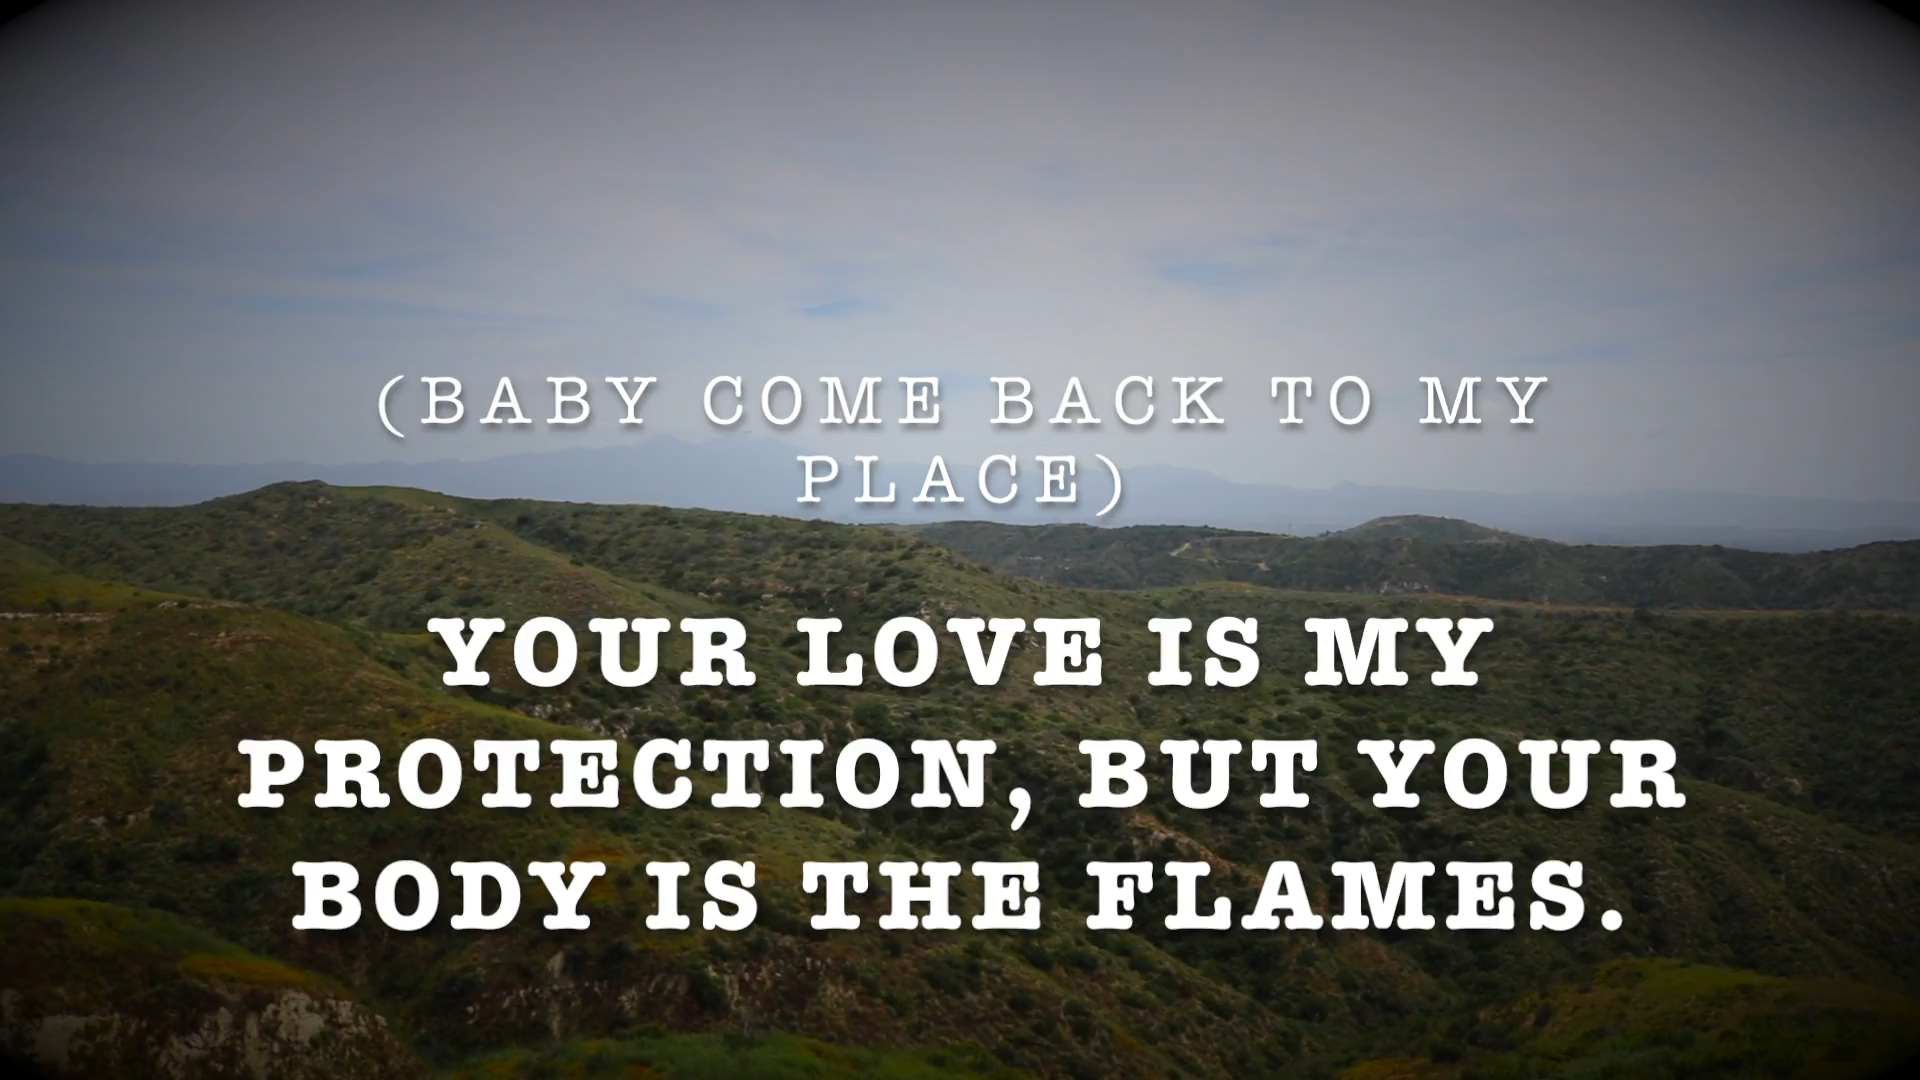 (BABY COME BACK TO MY
PLACE)
YOUR LOVE IS MY
PROTECTION, BUT YOUR
BODY IS THE FLAMES.